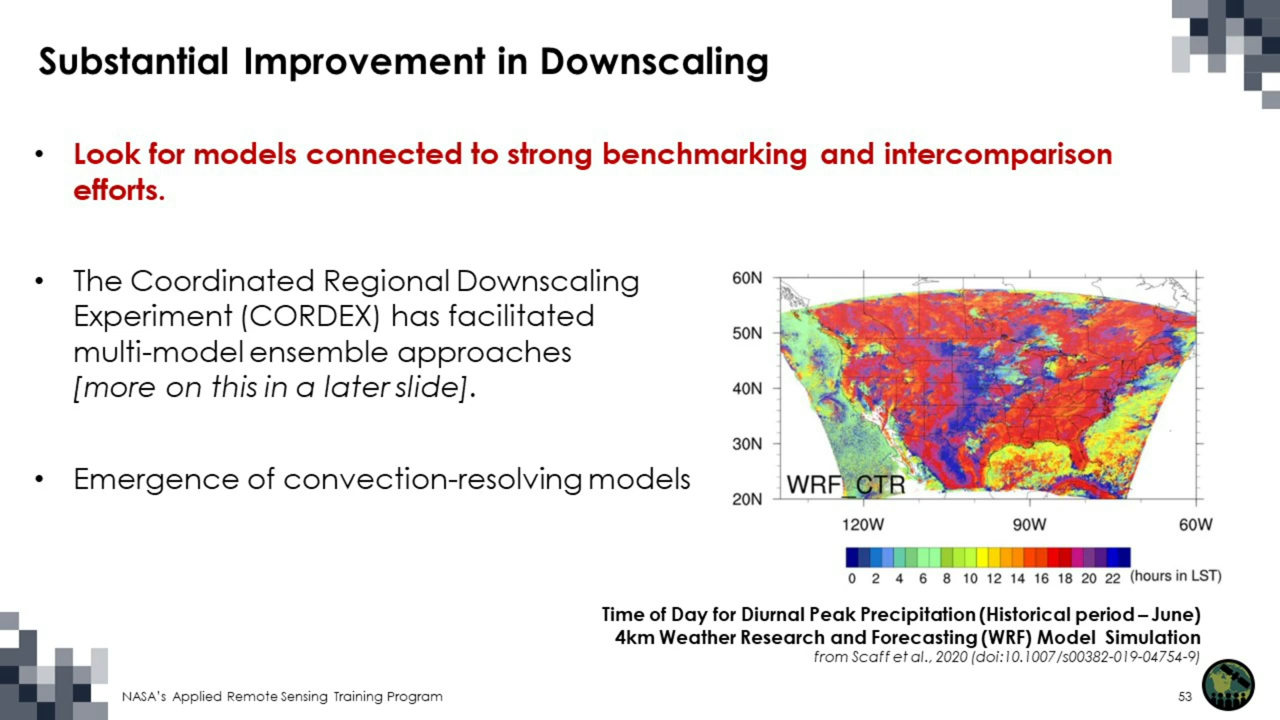 Substantial Improvement in Downscaling
• Look for models connected to strong benchmarking and intercomparison
efforts.
• The Coordinated Regional Downscaling
Experiment (CORDEX) has facilitated
multi-model ensemble approaches
[more on this in a later slide].
• Emergence of convection-resolving models
60N
50N
40N
30N
20N
WRF_CTR
120W 90W 60W
0 2 4 6 8 10 12 14 16 18 20 22 (hours in LST)
Time of Day for Diurnal Peak Precipitation (Historical period – June)
4km Weather Research and Forecasting (WRF) Model Simulation
from Scaff et al., 2020 (doi:10.1007/s00382-019-04754-9)
NASA's Applied Remote Sensing Training Program
53